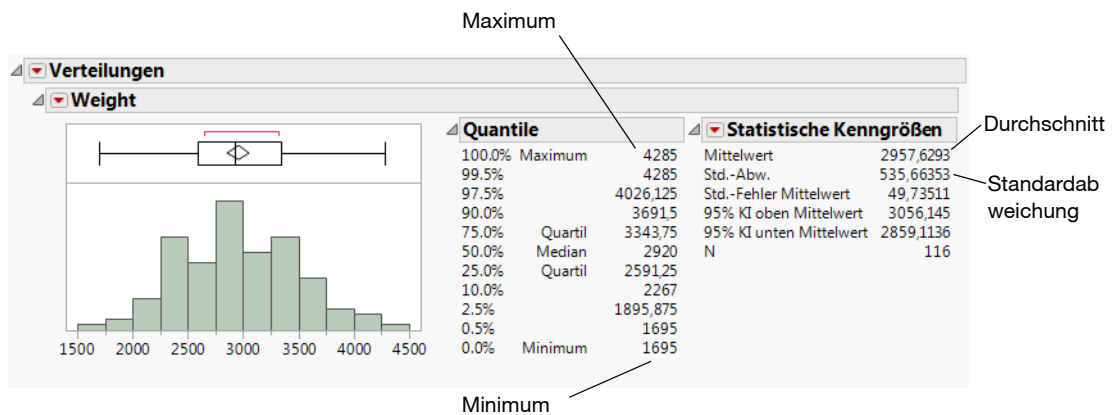 Maximum
Verteilungen
Weight
Quantile
100.0% Maximum 4285
99.5% 4285
97.5% 4026,125
90.0% 3691,5
75.0% Quartil 3343,75
50.0% Median 2920
25.0% Quartil 2591,25
10.0% 2267
2.5% 1895,875
0.5% 1695
0.0% Minimum 1695
Statistische Kenngrößen
Mittelwert 2957,6293
Std.-Abw. 535,66353
Std.-Fehler Mittelwert 49,73511
95% KI oben Mittelwert 3056,145
95% KI unten Mittelwert 2859,1136
N 116
Durchschnitt
Standardab
weichung
1500 2000 2500 3000 3500 4000 4500
Minimum